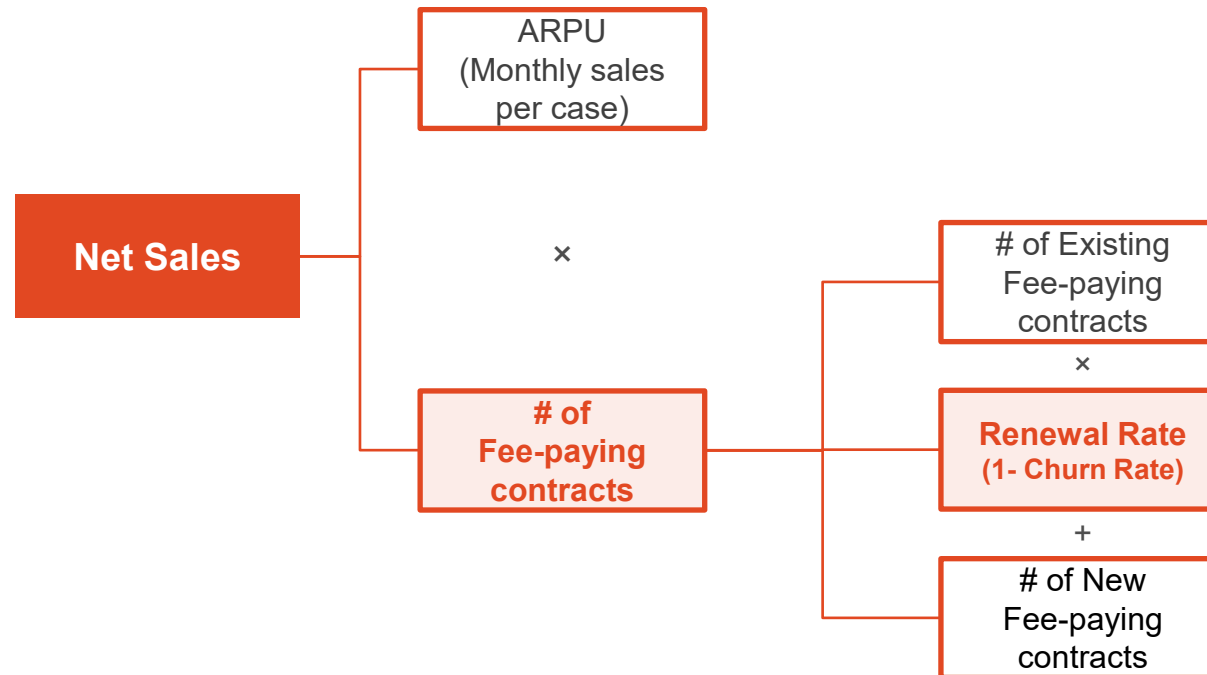 ARPU
(Monthly sales
per case)
Net Sales
×
# of Existing
Fee-paying
contracts
×
# of
Fee-paying
contracts
Renewal Rate
(1- Churn Rate)
+
# of New
Fee-paying
contracts